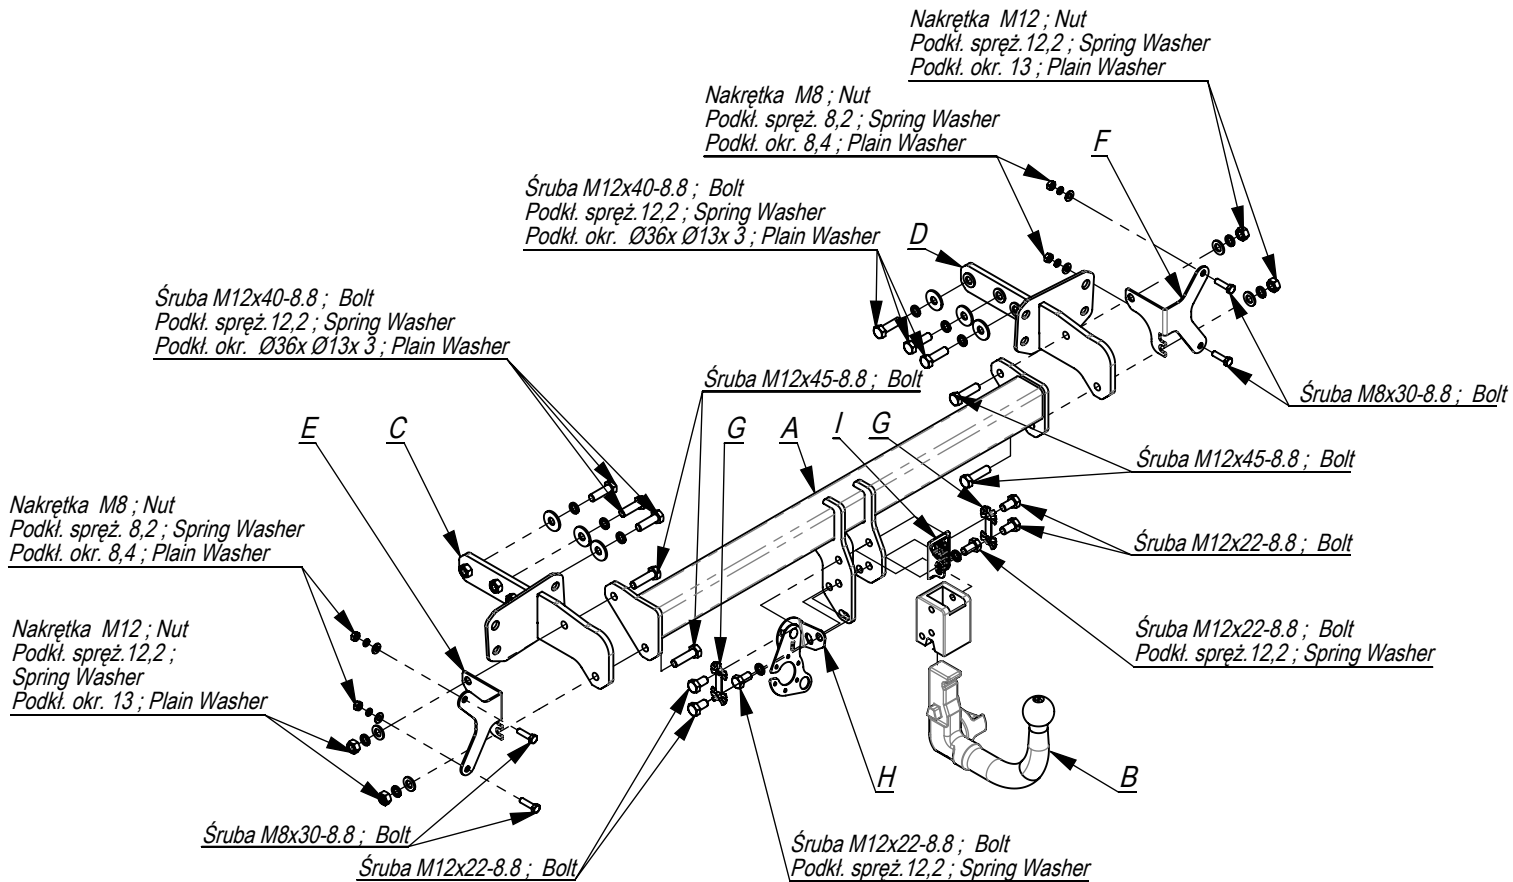 Nakrętka M12 ; Nut
Podkł. spręż.12,2 ; Spring Washer
Podkł. okr. 13 ; Plain Washer
Nakrętka M8 ; Nut
Podkł. spręż. 8,2 ; Spring Washer
Podkł. okr. 8,4 ; Plain Washer
F
Śruba M12x40-8.8 ; Bolt
Podkł. spręż.12,2 ; Spring Washer
Podkł. okr. Ø36x Ø13x 3 ; Plain Washer
D
Śruba M12x40-8.8 ; Bolt
Podkł. spręż.12,2 ; Spring Washer
Podkł. okr. Ø36x Ø13x 3 ; Plain Washer
Śruba M12x45-8.8 ; Bolt
Śruba M8x30-8.8 ; Bolt
E
C
G
A
I
G
Śruba M12x45-8.8 ; Bolt
Nakrętka M8 ; Nut
Podkł. spręż. 8,2 ; Spring Washer
Podkł. okr. 8,4 ; Plain Washer
Śruba M12x22-8.8 ; Bolt
Nakrętka M12 ; Nut
Podkł. spręż.12,2 ;
Spring Washer
Podkł. okr. 13 ; Plain Washer
G
Śruba M12x22-8.8 ; Bolt
Podkł. spręż.12,2 ; Spring Washer
H
B
Śruba M8x30-8.8 ; Bolt
Śruba M12x22-8.8 ; Bolt
Śruba M12x22-8.8 ; Bolt
Podkł. spręż.12,2 ; Spring Washer